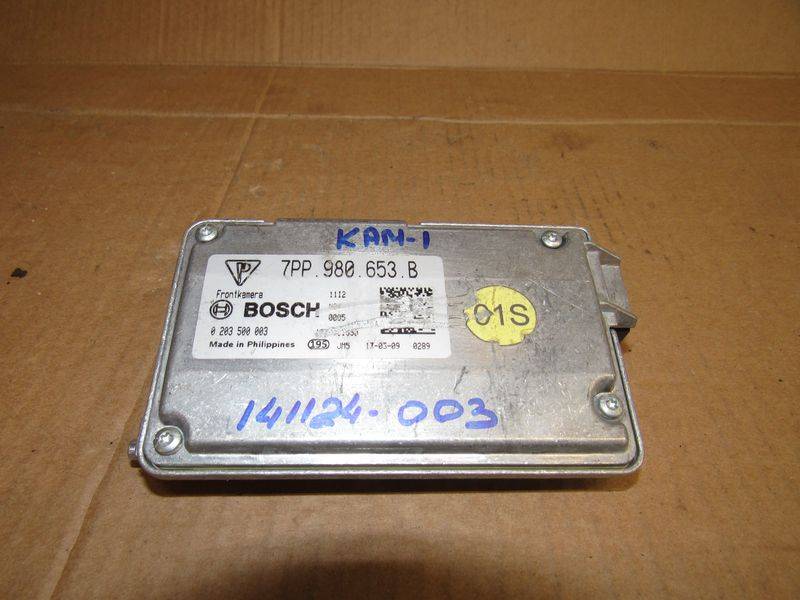 KAM-1
7PP.980.653.B
Frontkamera 1112
BOSCH
0005
0 203 500 003
Made in Philippines 195 JM5 17-03-09 0289
01S
141124-003